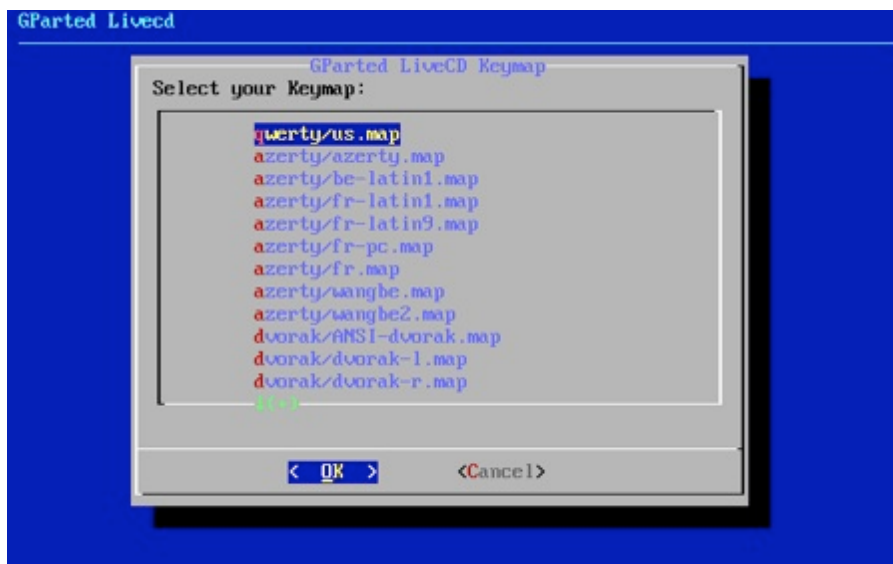 GParted Livecd
GParted LiveCD Keymap
Select your Keymap:
qwerty/us.map
azerty/azerty.map
azerty/be-latin1.map
azerty/fr-latin1.map
azerty/fr-latin9.map
azerty/fr-pc.map
azerty/fr.map
azerty/wangbe.map
azerty/wangbe2.map
dvorak/ANSI-dvorak.map
dvorak/dvorak-l.map
dvorak/dvorak-r.map
↓(+)
< OK > <Cancel>